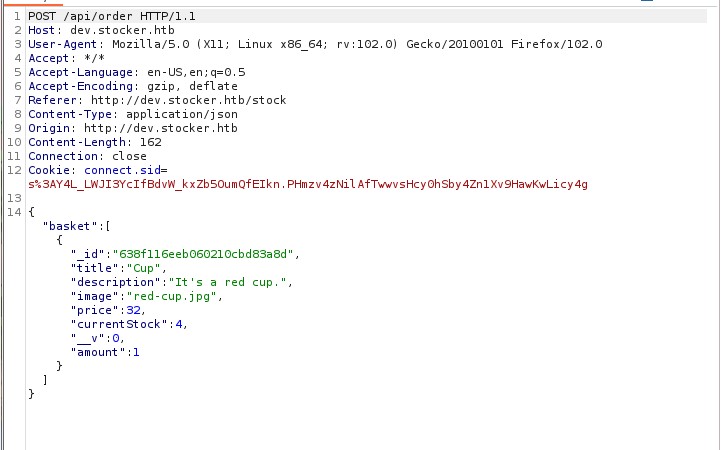 1 POST /api/order HTTP/1.1
2 Host: dev.stocker.htb
3 User-Agent: Mozilla/5.0 (X11; Linux x86_64; rv:102.0) Gecko/20100101 Firefox/102.0
4 Accept: */*
5 Accept-Language: en-US,en;q=0.5
6 Accept-Encoding: gzip, deflate
7 Referer: http://dev.stocker.htb/stock
8 Content-Type: application/json
9 Origin: http://dev.stocker.htb
10 Content-Length: 162
11 Connection: close
12 Cookie: connect.sid=
s%3AY4L_LWJI3YcIfBdvW_kxZb5OumQfEIkn.PHmzv4zNilAfTwwvsHcy0hSby4Zn1Xv9HawKwLicy4g
13
14 {
"basket":[
{
"_id":"638f116eeb060210cbd83a8d",
"title":"Cup",
"description":"It's a red cup.",
"image":"red-cup.jpg",
"price":32,
"currentStock":4,
"__v":0,
"amount":1
}
]
}